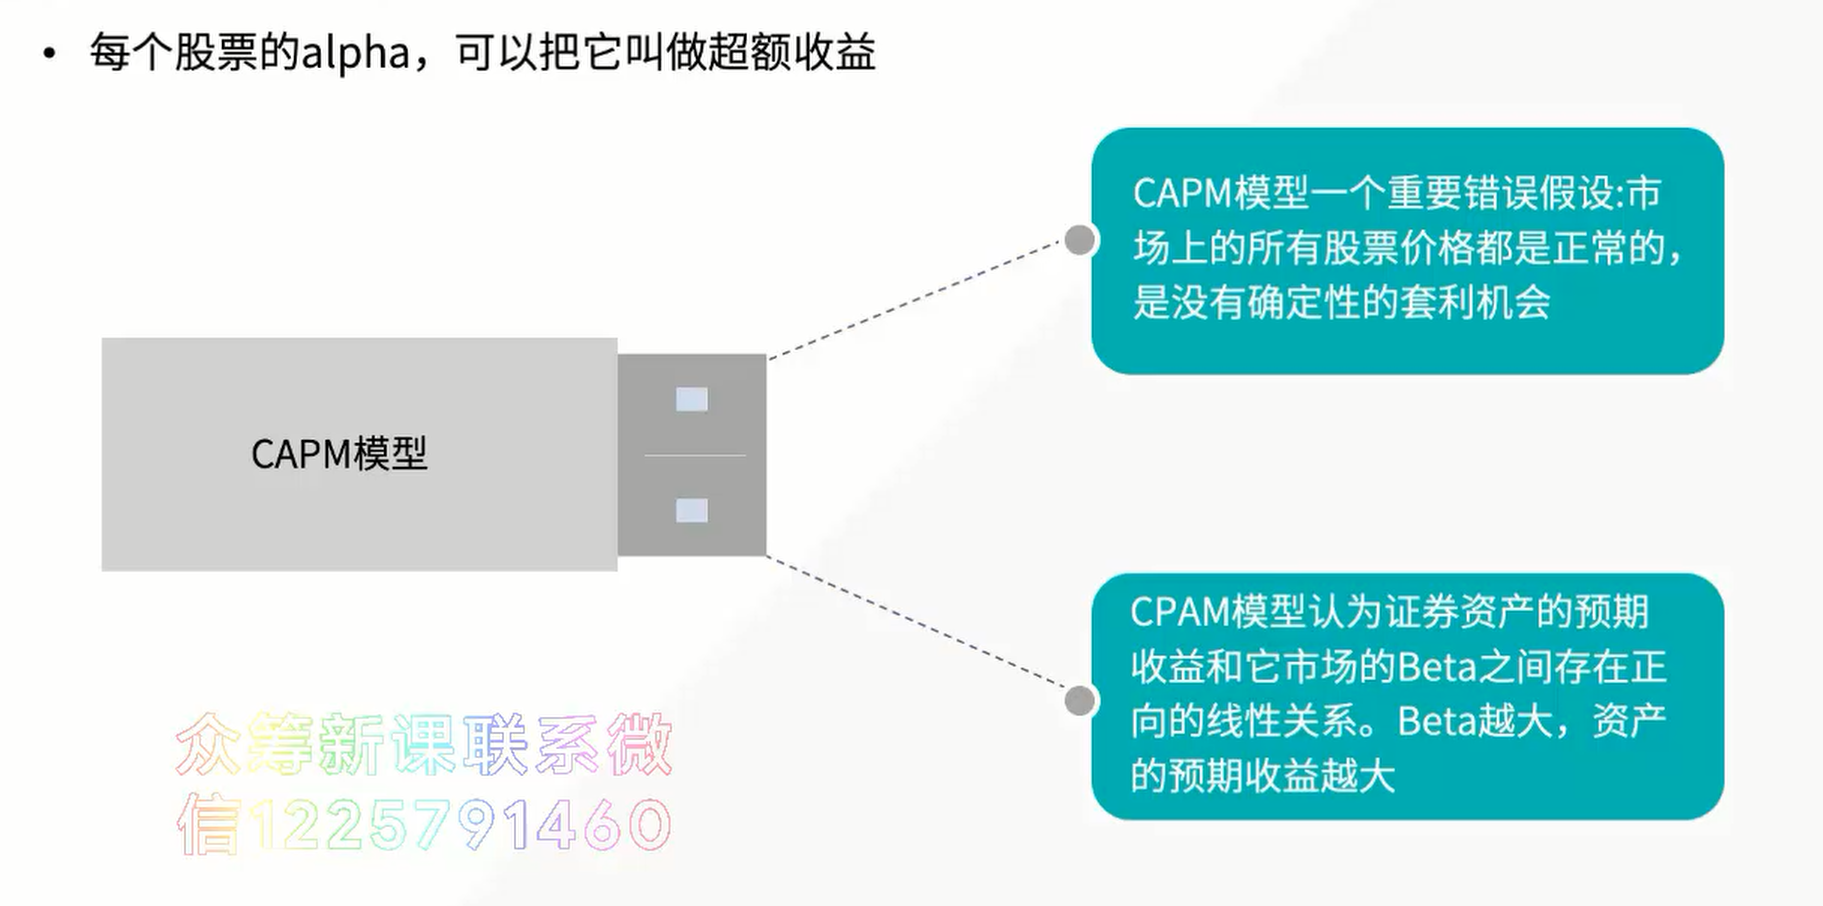 • 每个股票的alpha，可以把它叫做超额收益
CAPM模型一个重要错误假设:市
场上的所有股票价格都是正常的，
是没有确定性的套利机会
CAPM模型
CPAM模型认为证券资产的预期
收益和它市场的Beta之间存在正
向的线性关系。Beta越大，资产
的预期收益越大
众筹新课联系微
信1225791460